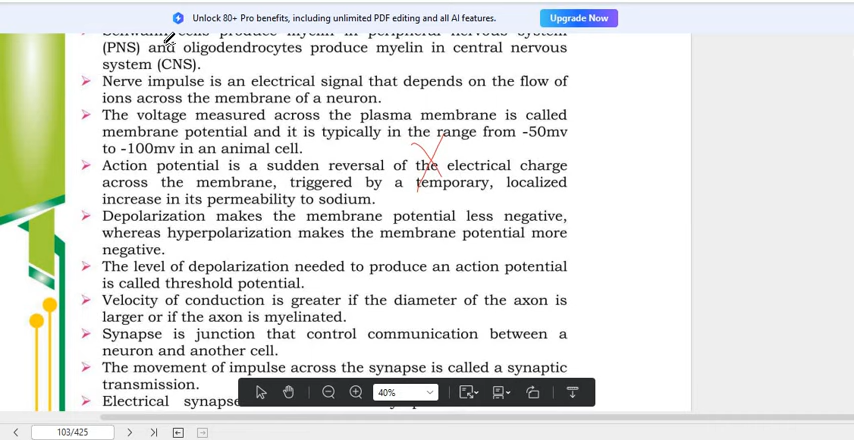 Unlock 80+ Pro benefits, including unlimited PDF editing and all AI features.
Upgrade Now
Schwann cells produce myelin in peripheral nervous system
(PNS) and oligodendrocytes produce myelin in central nervous
system (CNS).
Nerve impulse is an electrical signal that depends on the flow of
ions across the membrane of a neuron.
The voltage measured across the plasma membrane is called
membrane potential and it is typically in the range from -50mv
to -100mv in an animal cell.
Action potential is a sudden reversal of the electrical charge
across the membrane, triggered by a temporary, localized
increase in its permeability to sodium.
Depolarization makes the membrane potential less negative,
whereas hyperpolarization makes the membrane potential more
negative.
The level of depolarization needed to produce an action potential
is called threshold potential.
Velocity of conduction is greater if the diameter of the axon is
larger or if the axon is myelinated.
Synapse is junction that control communication between a
neuron and another cell.
The movement of impulse across the synapse is called a synaptic
transmission.
Electrical synapse
40%
103/425